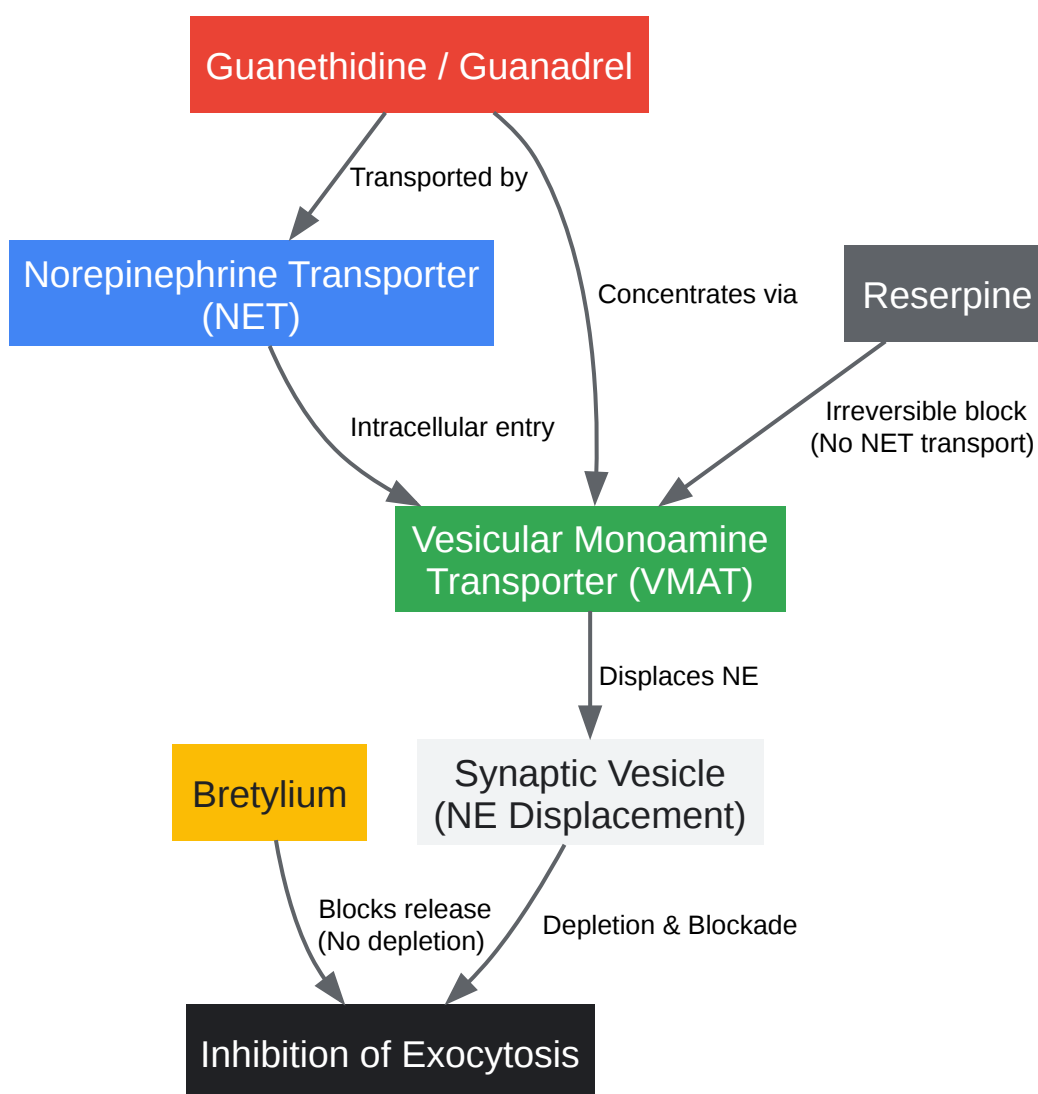 Guanethidine / Guanadrel
Transported by
Norepinephrine Transporter
(NET)
Concentrates via
Reserpine
Intracellular entry
Irreversible block
(No NET transport)
Vesicular Monoamine
Transporter (VMAT)
Displaces NE
Bretylium
Synaptic Vesicle
(NE Displacement)
Blocks release
(No depletion)
Depletion & Blockade
Inhibition of Exocytosis